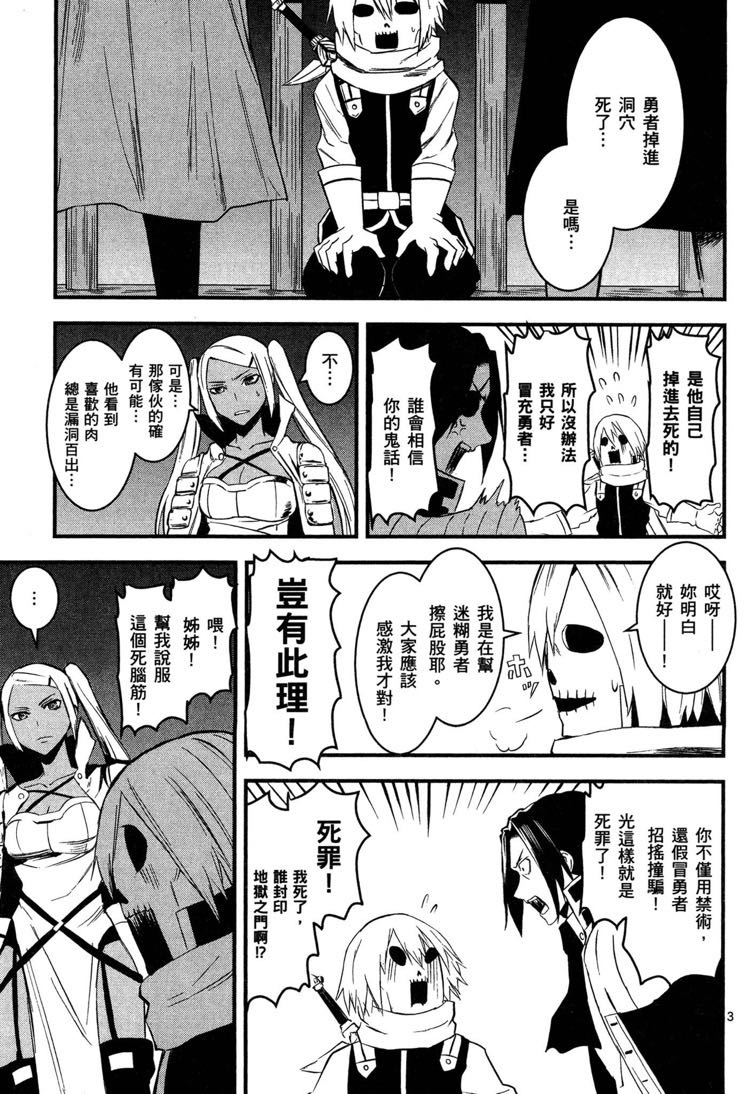 勇者掉進
洞穴
死了…
是嗎…
是他自己
掉進去死的！
所以沒辦法
我只好
冒充勇者…
誰會相信
你的鬼話！
不…
可是…
那傢伙的確
有可能…
他看到
喜歡的肉
總是漏洞百出…
哎呀──
妳明白
就好──！
ホッ
我是在幫
迷糊勇者
擦屁股耶。
大家應該
感激我才對！
豈有此理！
喂！
姊姊！
幫我說服
這個死腦筋！
…
你不僅用禁術，
還假冒勇者
招搖撞騙！
光這樣就是
死罪了！
死罪！
我死了，
誰封印
地獄之門啊!?
3